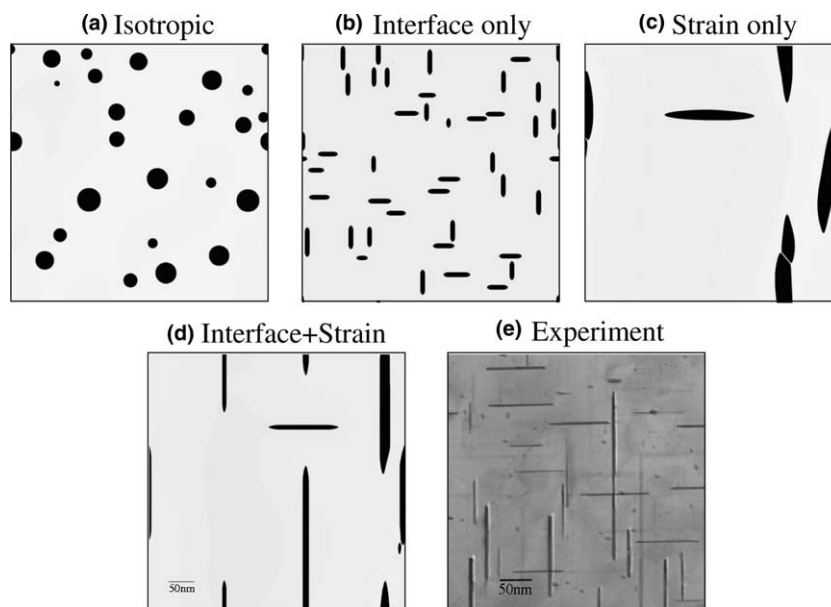 (a) Isotropic
(b) Interface only
(c) Strain only
(d) Interface+Strain
(e) Experiment
50nm
50nm